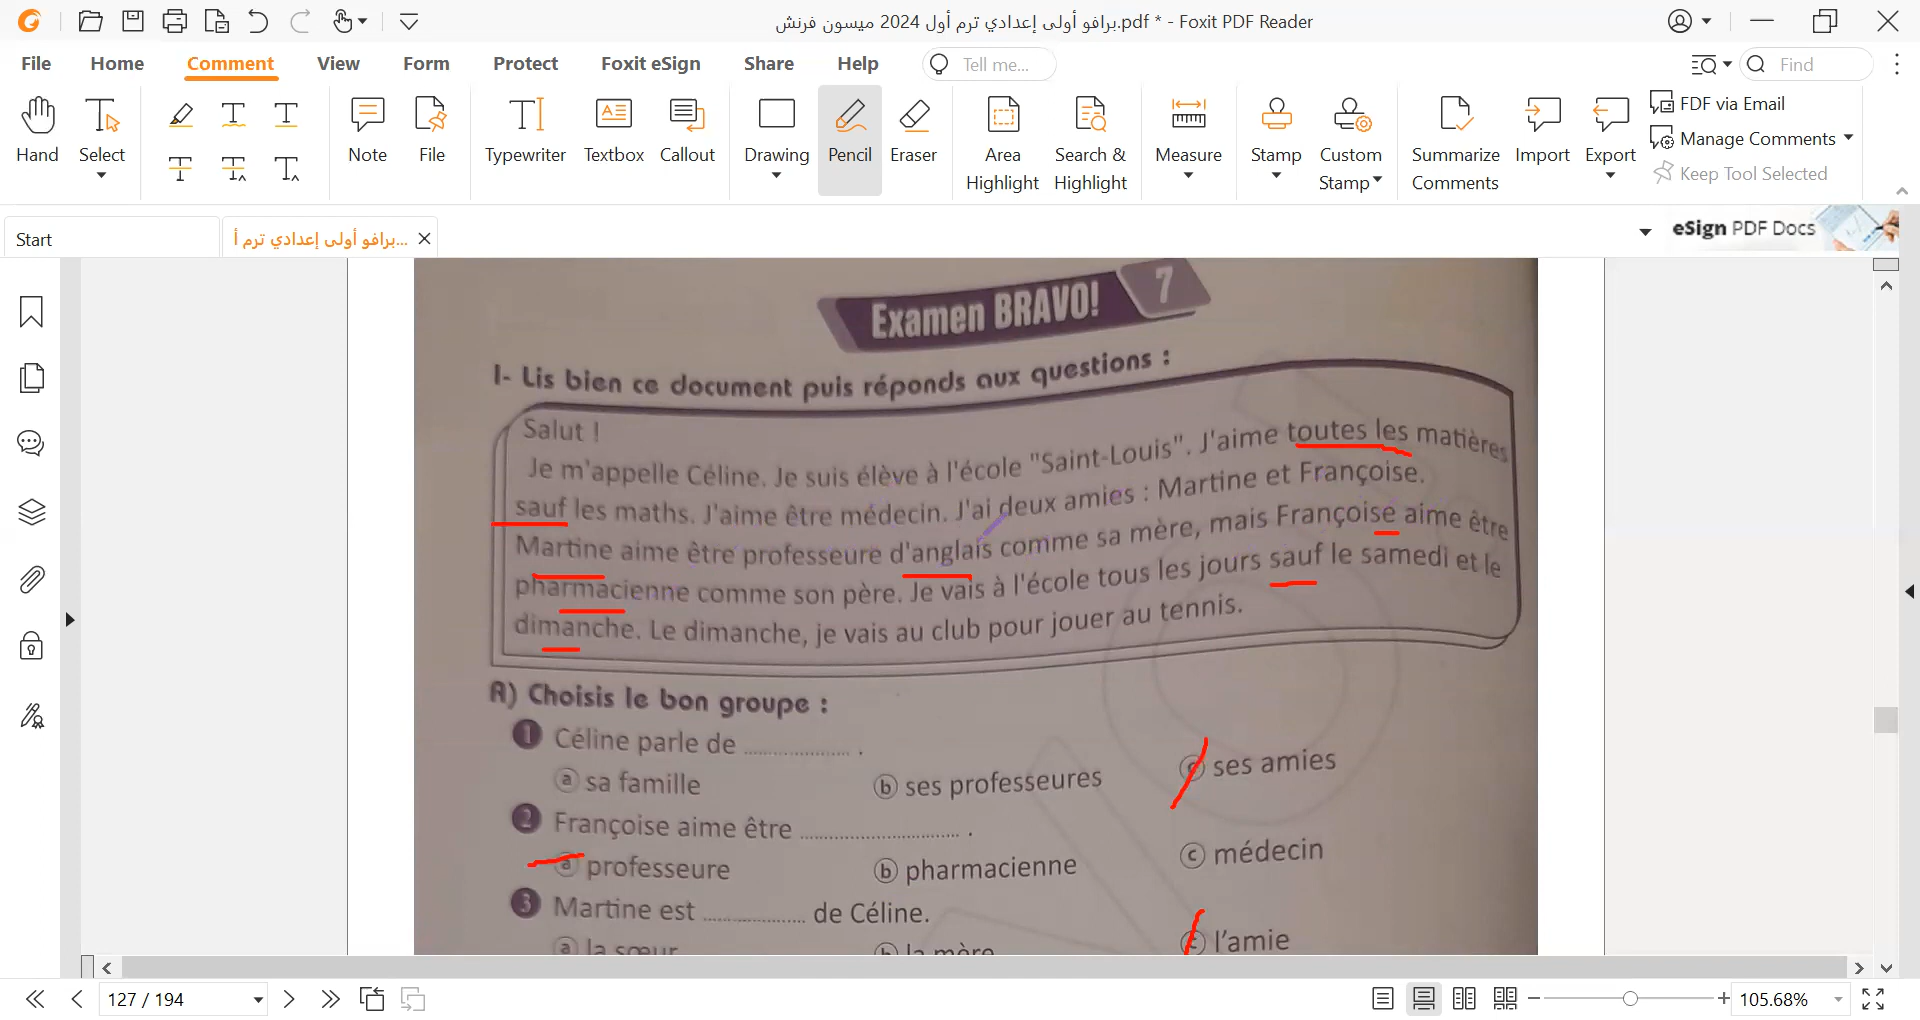 برافو أولى إعدادي ترم أول 2024 ميسون فرنش.pdf * - Foxit PDF Reader
File Home Comment View Form Protect Foxit eSign Share Help Tell me... Find
Hand Select Note File Typewriter Textbox Callout Drawing Pencil Eraser Area Highlight Search & Highlight Measure Stamp Custom Stamp Summarize Comments Import Export
FDF via Email
Manage Comments
Keep Tool Selected
Start
برافو أولى إعدادي ترم أ...
eSign PDF Docs
Examen BRAVO! 7
I- Lis bien ce document puis réponds aux questions :
Salut !
Je m'appelle Céline. Je suis élève à l'école "Saint-Louis". J'aime toutes les matières
sauf les maths. J'aime être médecin. J'ai deux amies : Martine et Françoise.
Martine aime être professeure d'anglais comme sa mère, mais Françoise aime être
pharmacienne comme son père. Je vais à l'école tous les jours sauf le samedi et le
dimanche. Le dimanche, je vais au club pour jouer au tennis.
A) Choisis le bon groupe :
1 Céline parle de .................. .
a sa famille b ses professeures c ses amies
2 Françoise aime être ........................... .
a professeure b pharmacienne c médecin
3 Martine est ................. de Céline.
a la sœur b la mère c l'amie
127 / 194
105.68%